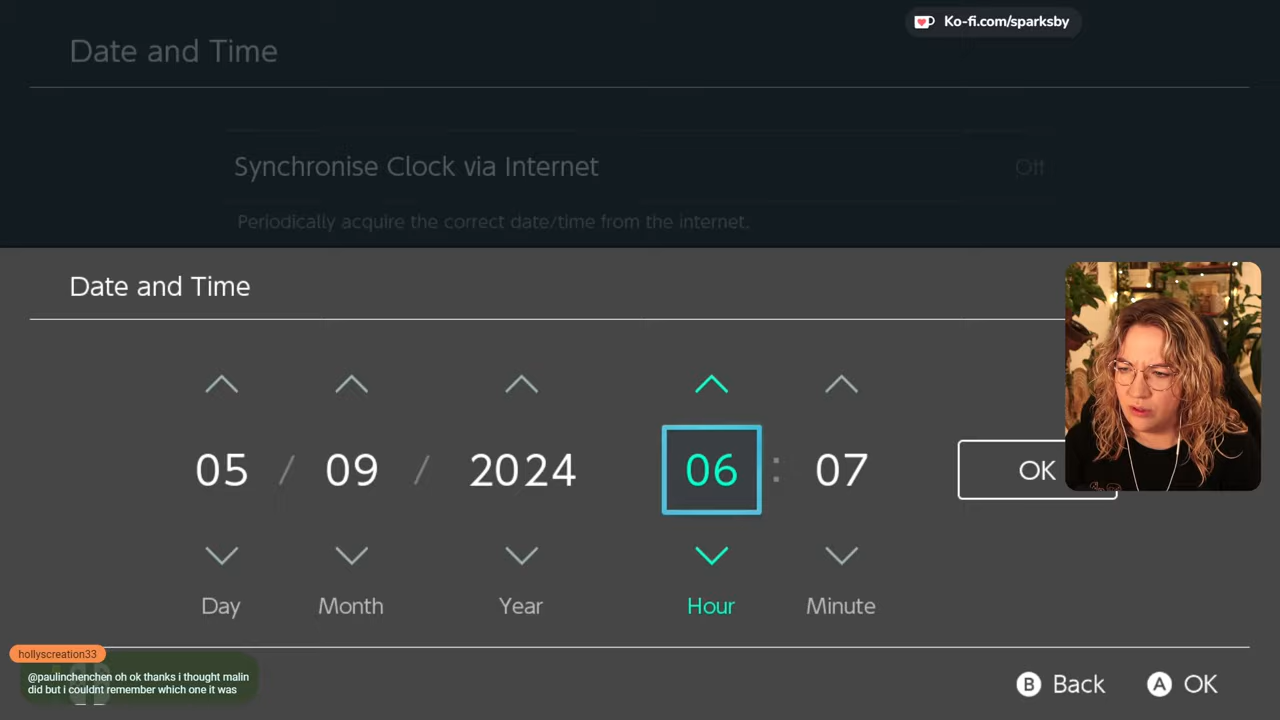 Ko-fi.com/sparksby
Date and Time
Synchronise Clock via Internet Off
Periodically acquire the correct date/time from the internet.
Date and Time
05 / 09 / 2024 06 : 07 OK
Day Month Year Hour Minute
hollyscreation33
@paulinchenchen oh ok thanks i thought malin
did but i couldnt remember which one it was
B Back A OK